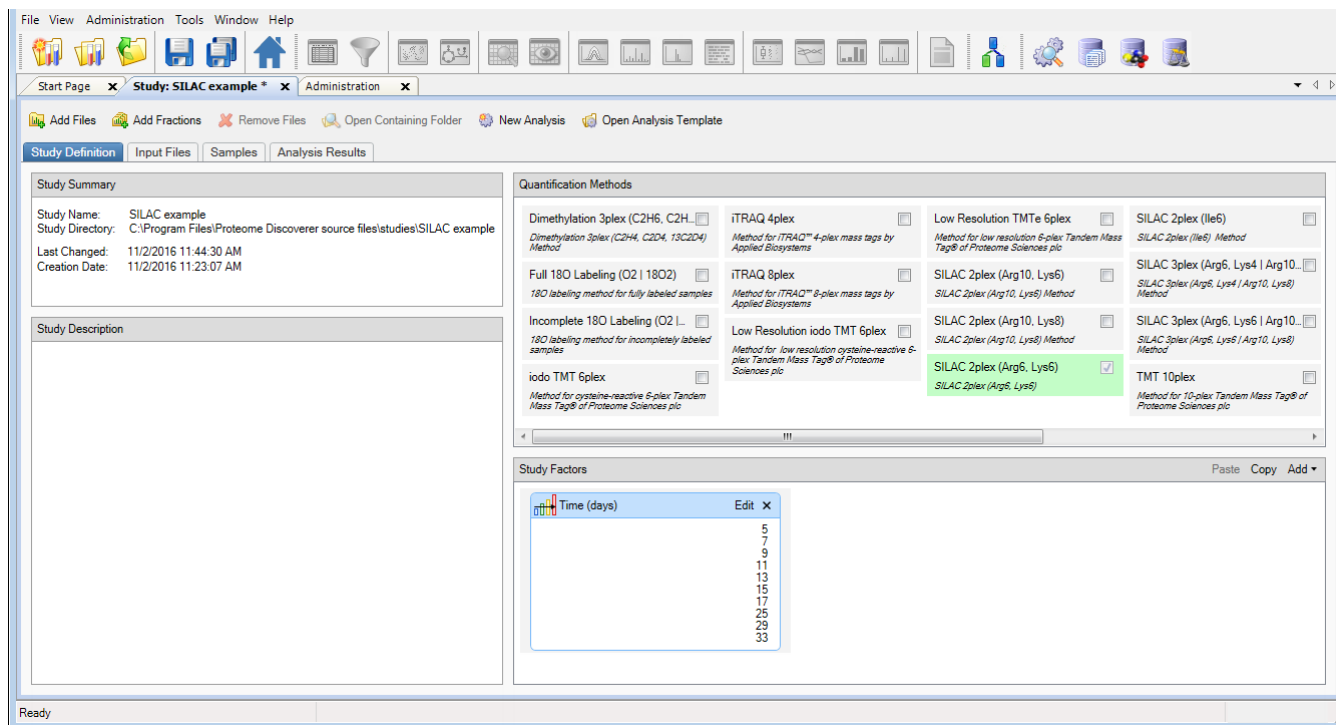 File View Administration Tools Window Help
Start Page x Study: SILAC example * x Administration x
Add Files Add Fractions Remove Files Open Containing Folder New Analysis Open Analysis Template
Study Definition Input Files Samples Analysis Results
Study Summary
Study Name: SILAC example
Study Directory: C:\Program Files\Proteome Discoverer source files\studies\SILAC example
Last Changed: 11/2/2016 11:44:30 AM
Creation Date: 11/2/2016 11:23:07 AM
Study Description
Quantification Methods
Dimethylation 3plex (C2H6, C2H...
Dimethylation 3plex (C2H4, C2D4, 13C2D4)
Method
Full 18O Labeling (O2 | 18O2)
18O labeling method for fully labeled samples
Incomplete 18O Labeling (O2 |...
18O labeling method for incompletely labeled
samples
iodo TMT 6plex
Method for cysteine-reactive 6-plex Tandem
Mass Tag® of Proteome Sciences plc
iTRAQ 4plex
Method for iTRAQ™ 4-plex mass tags by
Applied Biosystems
iTRAQ 8plex
Method for iTRAQ™ 8-plex mass tags by
Applied Biosystems
Low Resolution iodo TMT 6plex
Method for low resolution cysteine-reactive 6-
plex Tandem Mass Tag® of Proteome
Sciences plc
Low Resolution TMTe 6plex
Method for low resolution 6-plex Tandem Mass
Tag® of Proteome Sciences plc
SILAC 2plex (Arg10, Lys6)
SILAC 2plex (Arg10, Lys6) Method
SILAC 2plex (Arg10, Lys8)
SILAC 2plex (Arg10, Lys8) Method
SILAC 2plex (Arg6, Lys6)
SILAC 2plex (Arg6, Lys6)
SILAC 2plex (Ile6)
SILAC 2plex (Ile6) Method
SILAC 3plex (Arg6, Lys4 | Arg10...
SILAC 3plex (Arg6, Lys4 | Arg10, Lys8)
Method
SILAC 3plex (Arg6, Lys6 | Arg10...
SILAC 3plex (Arg6, Lys6 | Arg10, Lys8)
Method
TMT 10plex
Method for 10-plex Tandem Mass Tag® of
Proteome Sciences plc
Study Factors Paste Copy Add
Time (days) Edit x
5
7
9
11
13
15
17
25
29
33
Ready